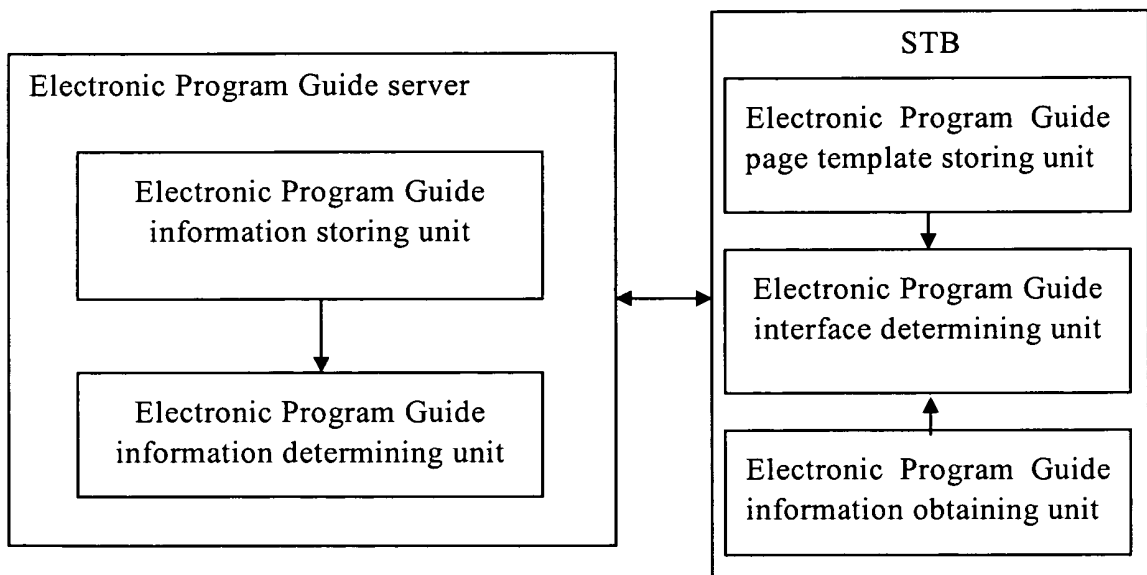 Electronic Program Guide server
Electronic Program Guide
information storing unit
Electronic Program Guide
information determining unit
STB
Electronic Program Guide
page template storing unit
Electronic Program Guide
interface determining unit
Electronic Program Guide
information obtaining unit